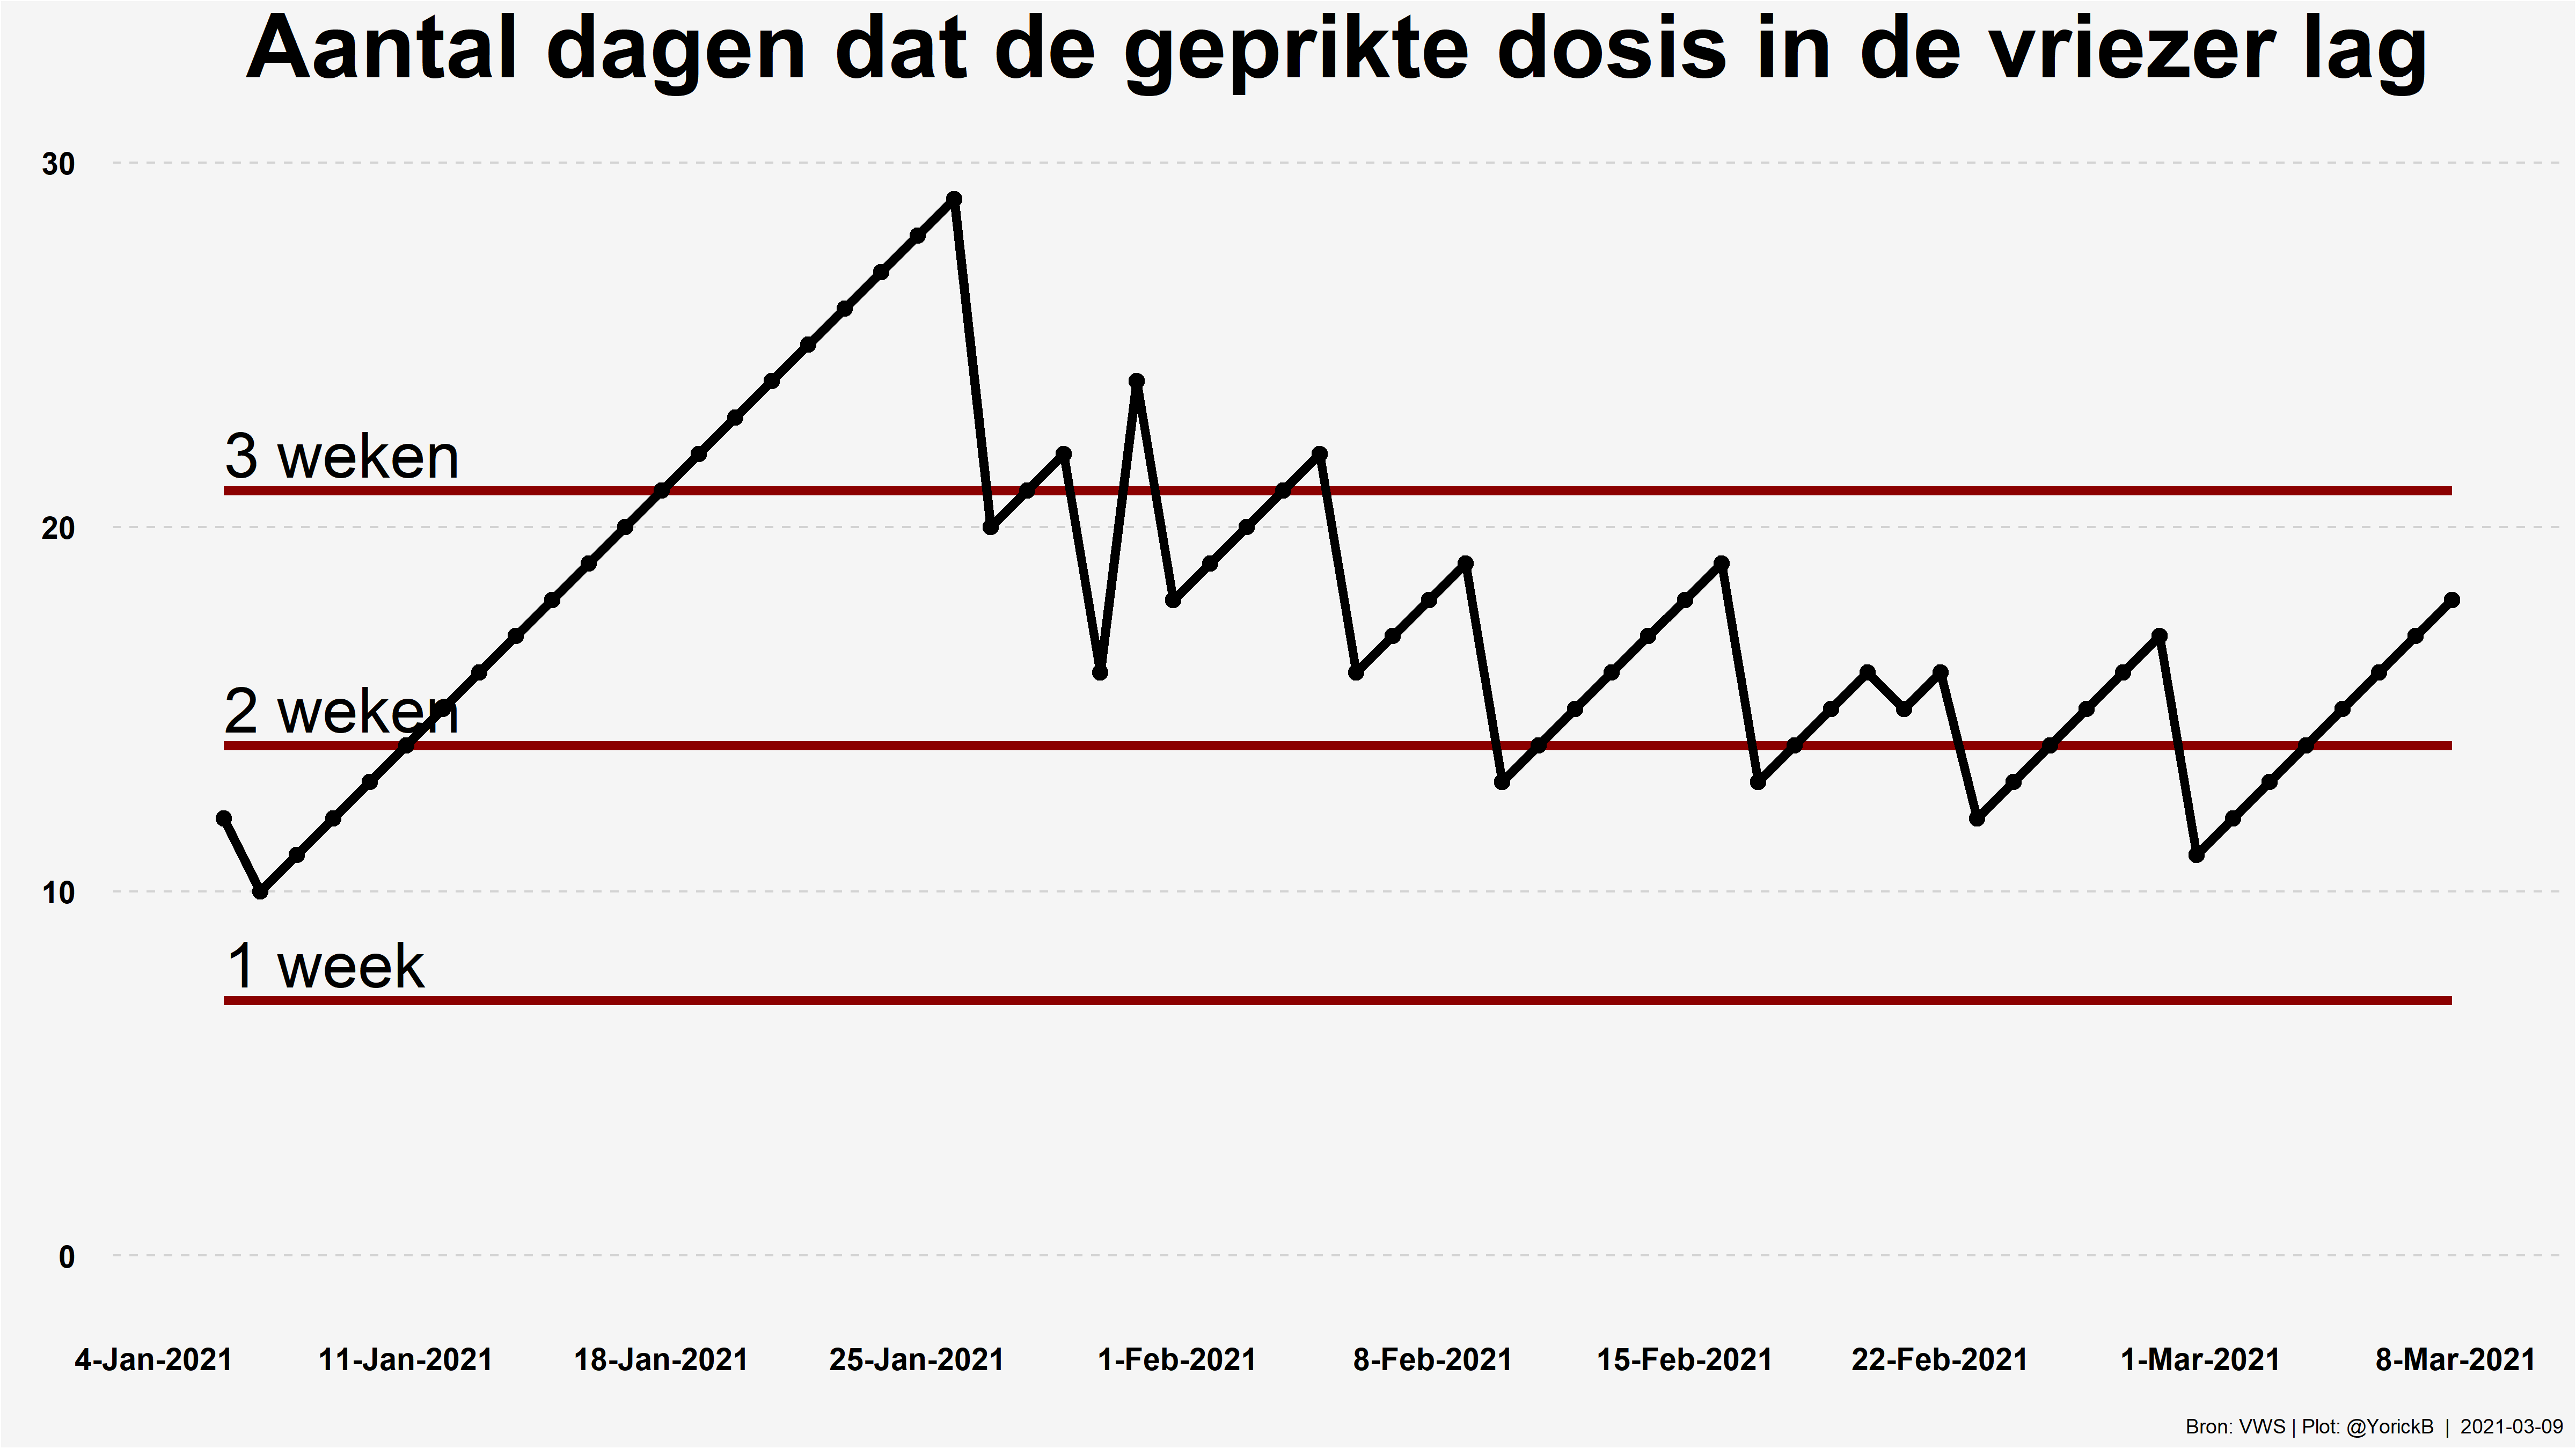 Aantal dagen dat de geprikte dosis in de vriezer lag
30
3 weken
20
2 weken
10
1 week
0
4-Jan-2021 11-Jan-2021 18-Jan-2021 25-Jan-2021 1-Feb-2021 8-Feb-2021 15-Feb-2021 22-Feb-2021 1-Mar-2021 8-Mar-2021
Bron: VWS | Plot: @YorickB | 2021-03-09